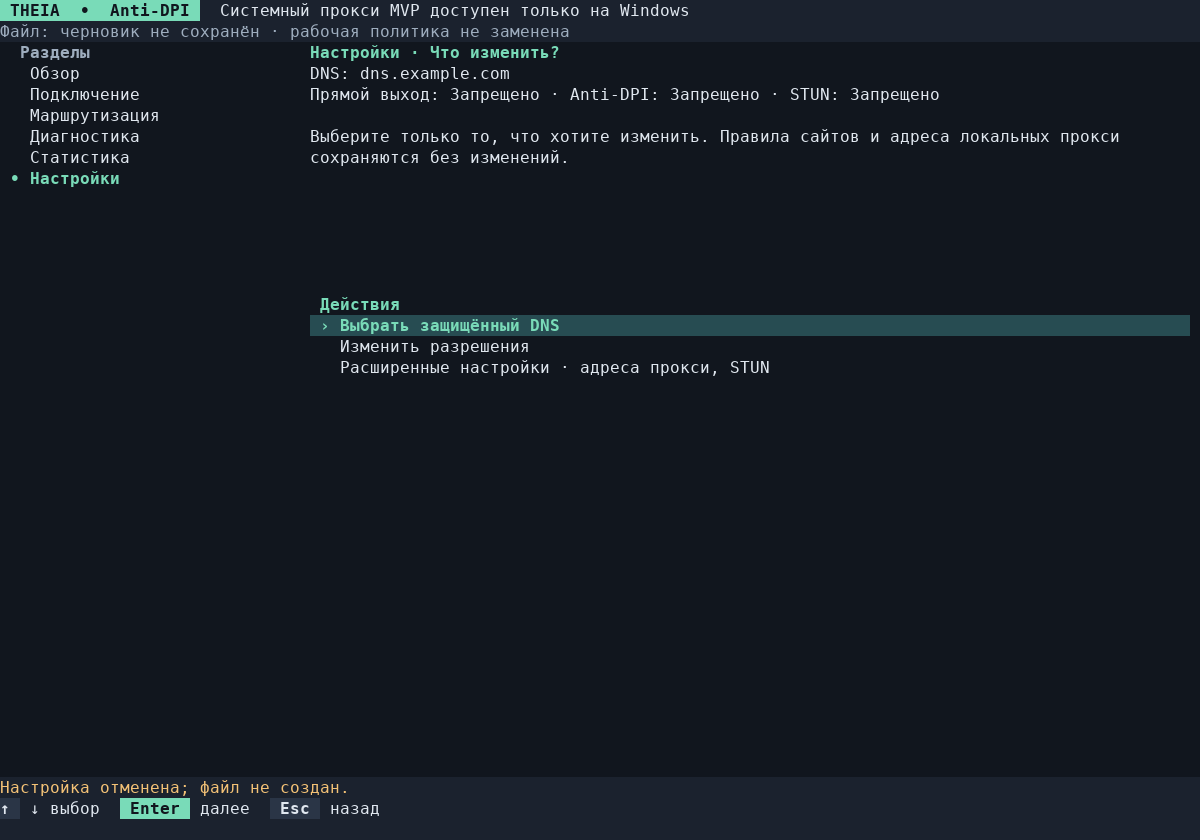 THEIA • Anti-DPI Системный прокси MVP доступен только на Windows
Файл: черновик не сохранён · рабочая политика не заменена
Разделы
Обзор
Подключение
Маршрутизация
Диагностика
Статистика
• Настройки
Настройки · Что изменить?
DNS: dns.example.com
Прямой выход: Запрещено · Anti-DPI: Запрещено · STUN: Запрещено
Выберите только то, что хотите изменить. Правила сайтов и адреса локальных прокси
сохраняются без изменений.
Действия
› Выбрать защищённый DNS
Изменить разрешения
Расширенные настройки · адреса прокси, STUN
Настройка отменена; файл не создан.
↑ ↓ выбор Enter далее Esc назад